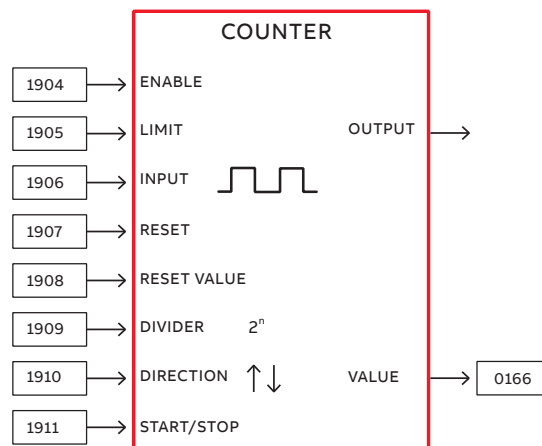 COUNTER
1904 ENABLE
1905 LIMIT OUTPUT
1906 INPUT
1907 RESET
1908 RESET VALUE
1909 DIVIDER 2ⁿ
1910 DIRECTION ↑↓ VALUE 0166
1911 START/STOP